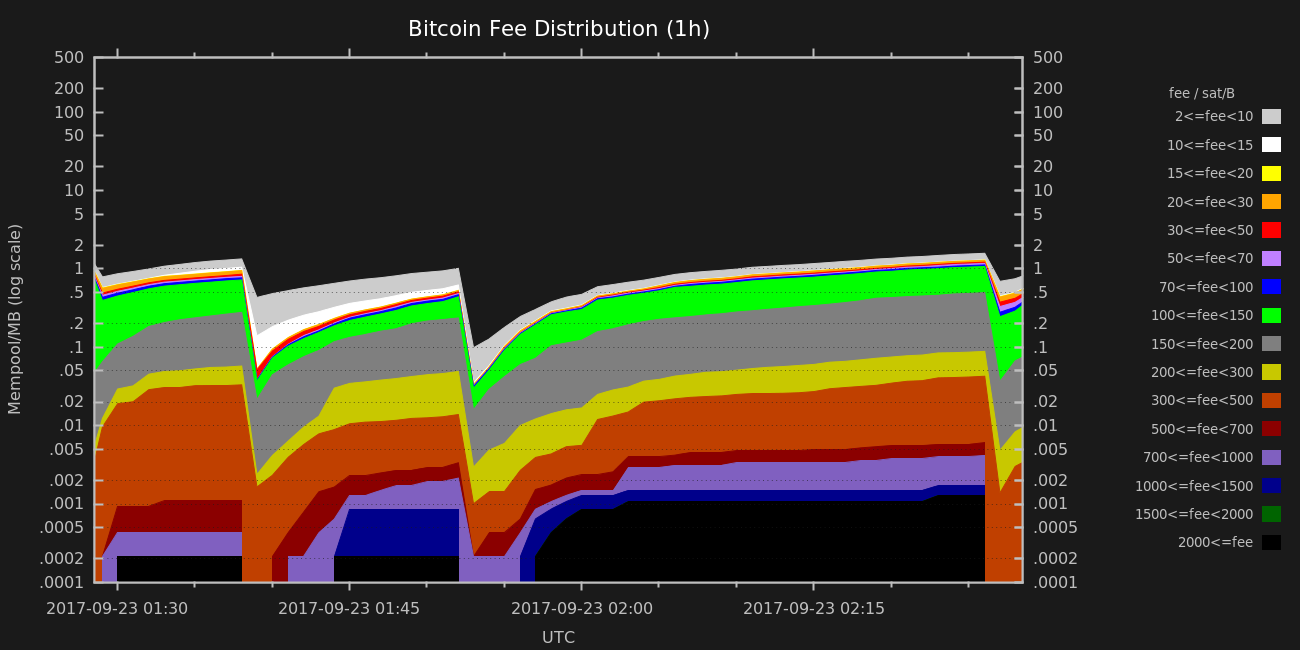 Bitcoin Fee Distribution (1h)
Mempool/MB (log scale)
500
200
100
50
20
10
5
2
1
.5
.2
.1
.05
.02
.01
.005
.002
.001
.0005
.0002
.0001
500
200
100
50
20
10
5
2
1
.5
.2
.1
.05
.02
.01
.005
.002
.001
.0005
.0002
.0001
2017-09-23 01:30
2017-09-23 01:45
2017-09-23 02:00
2017-09-23 02:15
UTC
fee / sat/B
2<=fee<10
10<=fee<15
15<=fee<20
20<=fee<30
30<=fee<50
50<=fee<70
70<=fee<100
100<=fee<150
150<=fee<200
200<=fee<300
300<=fee<500
500<=fee<700
700<=fee<1000
1000<=fee<1500
1500<=fee<2000
2000<=fee